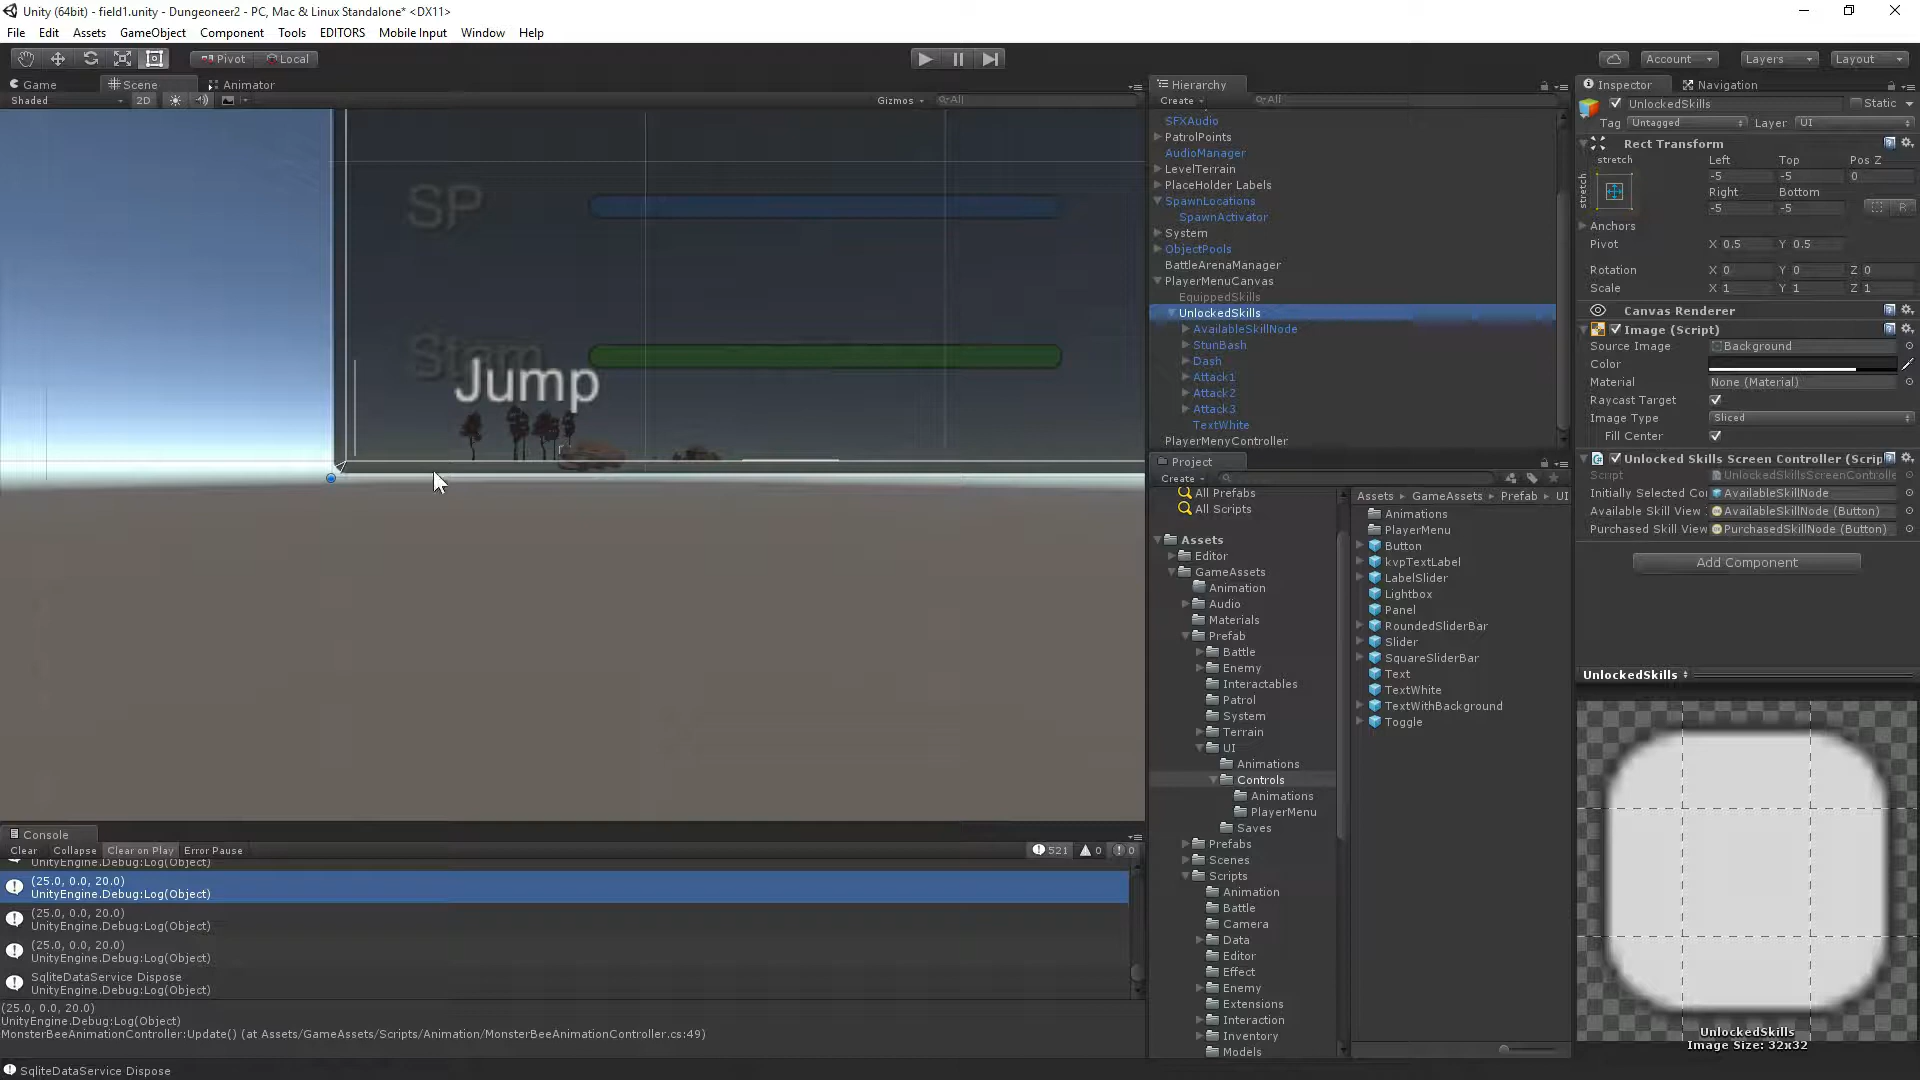 Unity (64bit) - field1.unity - Dungeoneer2 - PC, Mac & Linux Standalone* <DX11>
File Edit Assets GameObject Component Tools EDITORS Mobile Input Window Help
Pivot Local
Account Layers Layout
Game Scene Animator
Shaded 2D Gizmos All
SP
Stam
Jump
Hierarchy
Create All
SFXAudio
PatrolPoints
AudioManager
LevelTerrain
PlaceHolder Labels
SpawnLocations
SpawnActivator
System
ObjectPools
BattleArenaManager
PlayerMenuCanvas
EquippedSkills
UnlockedSkills
AvailableSkillNode
StunBash
Dash
Attack1
Attack2
Attack3
TextWhite
PlayerMenyController
Project
Create
All Prefabs
All Scripts
Assets
Editor
GameAssets
Animation
Audio
Materials
Prefab
Battle
Enemy
Interactables
Patrol
System
Terrain
UI
Animations
Controls
Animations
PlayerMenu
Saves
Prefabs
Scenes
Scripts
Animation
Battle
Camera
Data
Editor
Effect
Enemy
Extensions
Interaction
Inventory
Models
Assets GameAssets Prefab UI
Animations
PlayerMenu
Button
kvpTextLabel
LabelSlider
Lightbox
Panel
RoundedSliderBar
Slider
SquareSliderBar
Text
TextWhite
TextWithBackground
Toggle
Inspector Navigation
UnlockedSkills Static
Tag Untagged Layer UI
Rect Transform
stretch Left Top Pos Z
stretch -5 -5 0
Right Bottom
-5 -5 R
Anchors
Pivot X 0.5 Y 0.5
Rotation X 0 Y 0 Z 0
Scale X 1 Y 1 Z 1
Canvas Renderer
Image (Script)
Source Image Background
Color
Material None (Material)
Raycast Target
Image Type Sliced
Fill Center
Unlocked Skills Screen Controller (Scrip
Script UnlockedSkillsScreenControlle
Initially Selected Co AvailableSkillNode
Available Skill View AvailableSkillNode (Button)
Purchased Skill View PurchasedSkillNode (Button)
Add Component
UnlockedSkills
UnlockedSkills
Image Size: 32x32
Console
Clear Collapse Clear on Play Error Pause 521 0 0
UnityEngine.Debug:Log(Object)
(25.0, 0.0, 20.0)
UnityEngine.Debug:Log(Object)
(25.0, 0.0, 20.0)
UnityEngine.Debug:Log(Object)
(25.0, 0.0, 20.0)
UnityEngine.Debug:Log(Object)
SqliteDataService Dispose
UnityEngine.Debug:Log(Object)
(25.0, 0.0, 20.0)
UnityEngine.Debug:Log(Object)
MonsterBeeAnimationController:Update() (at Assets/GameAssets/Scripts/Animation/MonsterBeeAnimationController.cs:49)
SqliteDataService Dispose